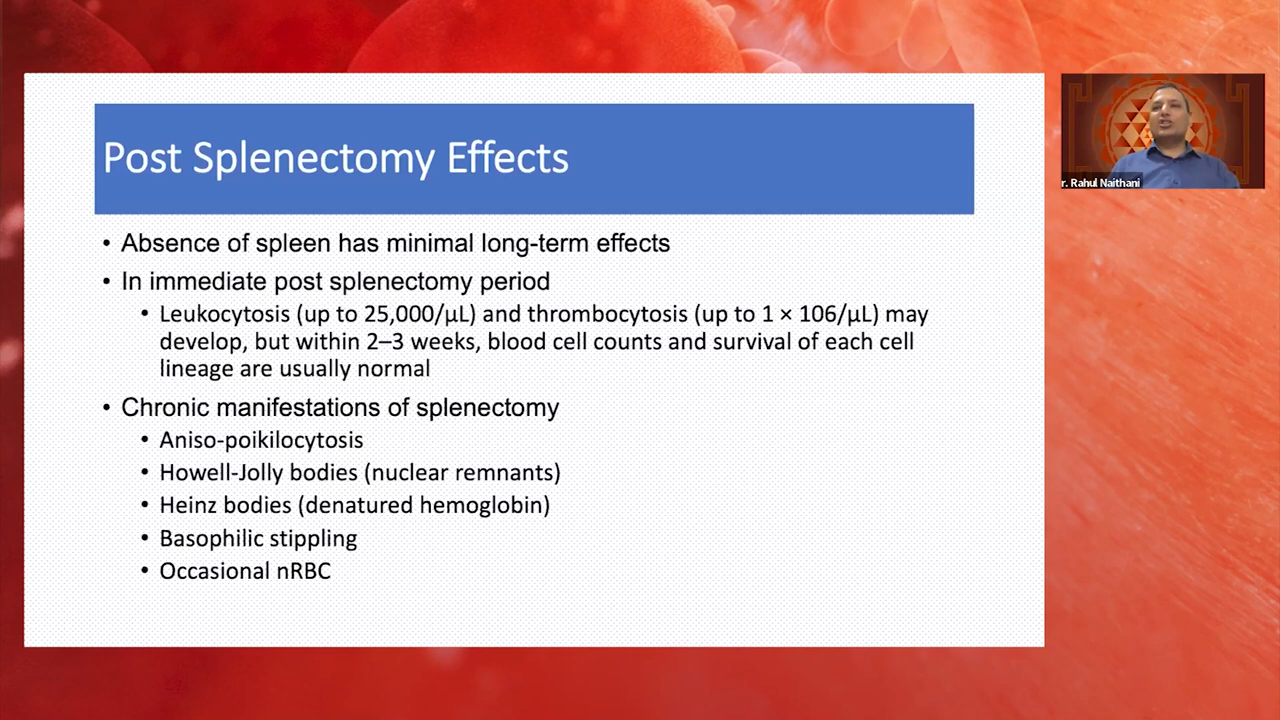 Post Splenectomy Effects
• Absence of spleen has minimal long-term effects
• In immediate post splenectomy period
• Leukocytosis (up to 25,000/μL) and thrombocytosis (up to 1 × 106/μL) may
develop, but within 2–3 weeks, blood cell counts and survival of each cell
lineage are usually normal
• Chronic manifestations of splenectomy
• Aniso-poikilocytosis
• Howell-Jolly bodies (nuclear remnants)
• Heinz bodies (denatured hemoglobin)
• Basophilic stippling
• Occasional nRBC
r. Rahul Naithani